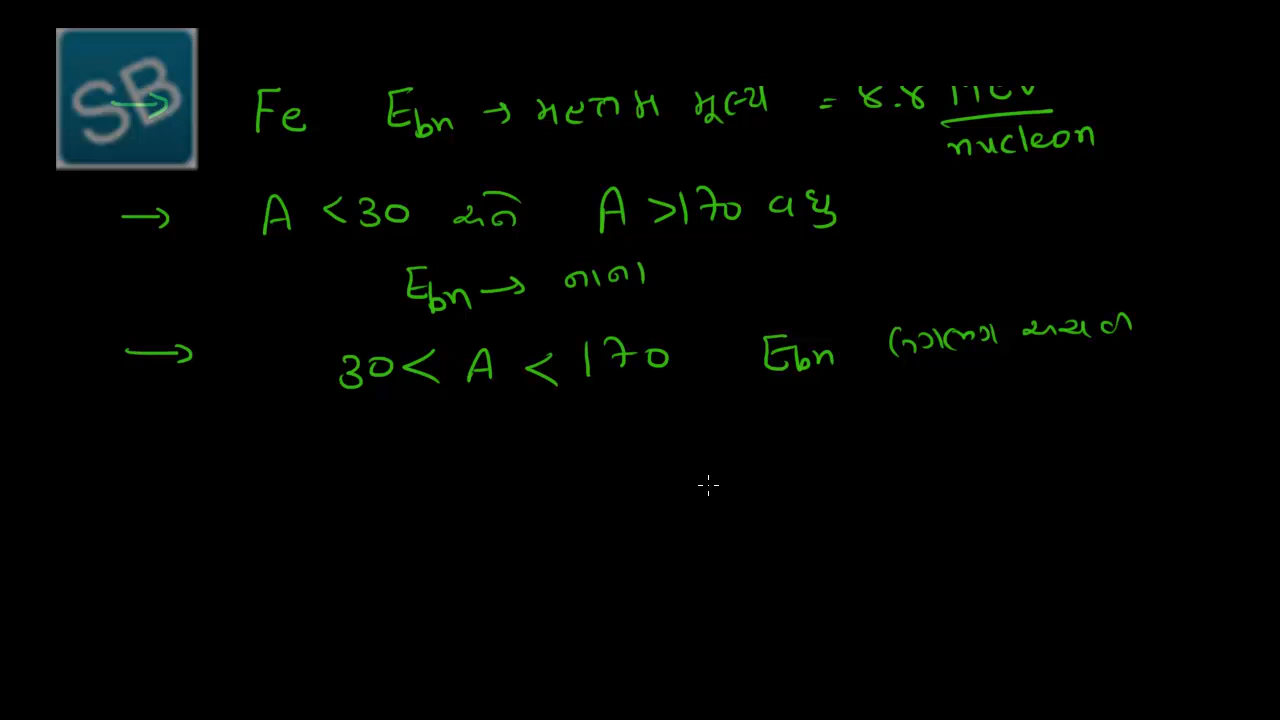 SB
→ Fe Ebn → મહત્તમ મૂલ્ય = 8.8 MeV
nucleon
→ A < 30 અને A > 170 વધુ
Ebn → નાના
→ 30 < A < 170 Ebn લગભગ અચળ